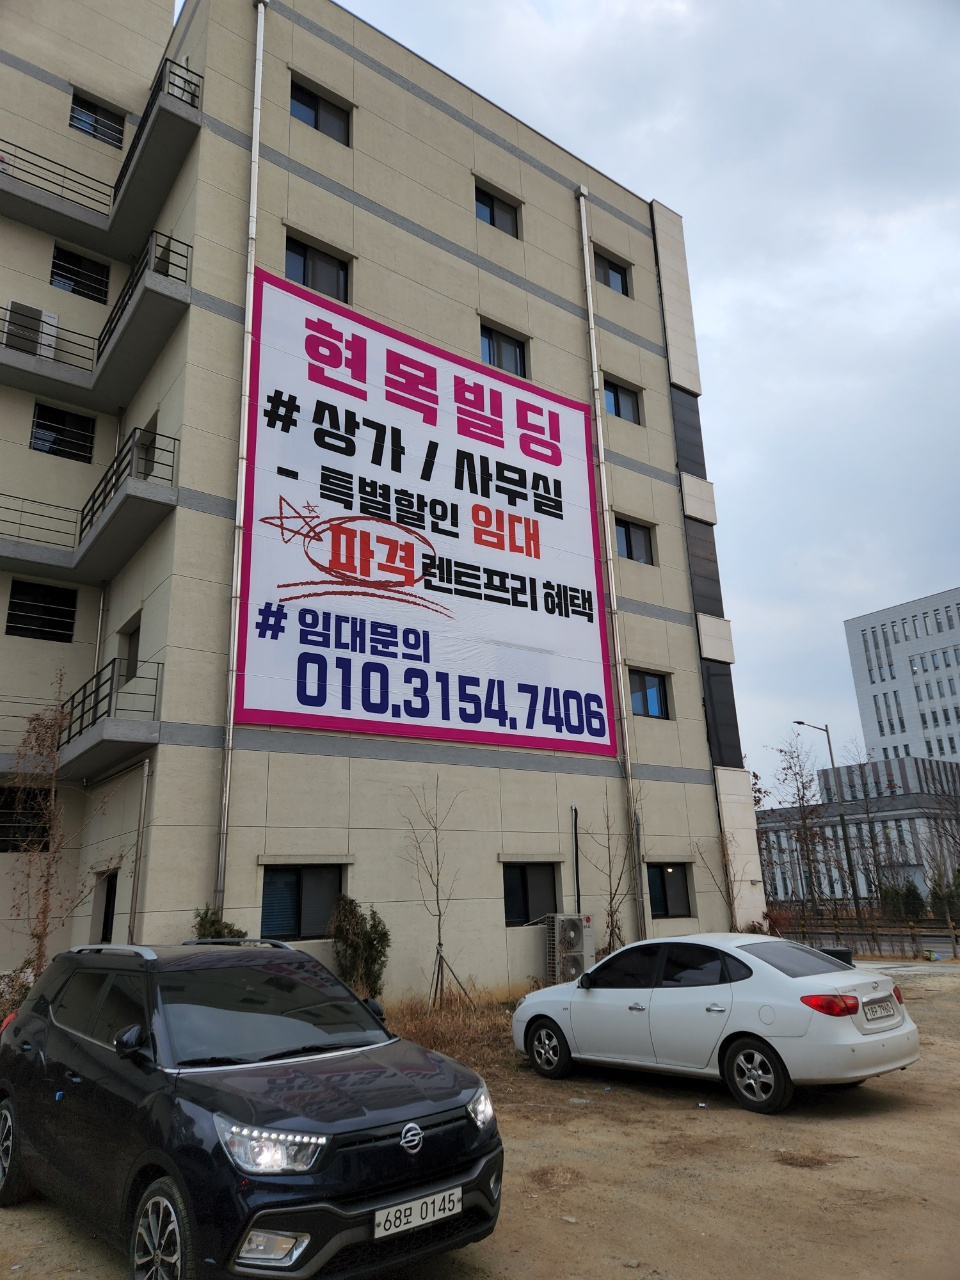 현목빌딩
# 상가 / 사무실
- 특별할인 임대
파격 렌트프리 혜택
# 임대문의
010.3154.7406
68모 0145